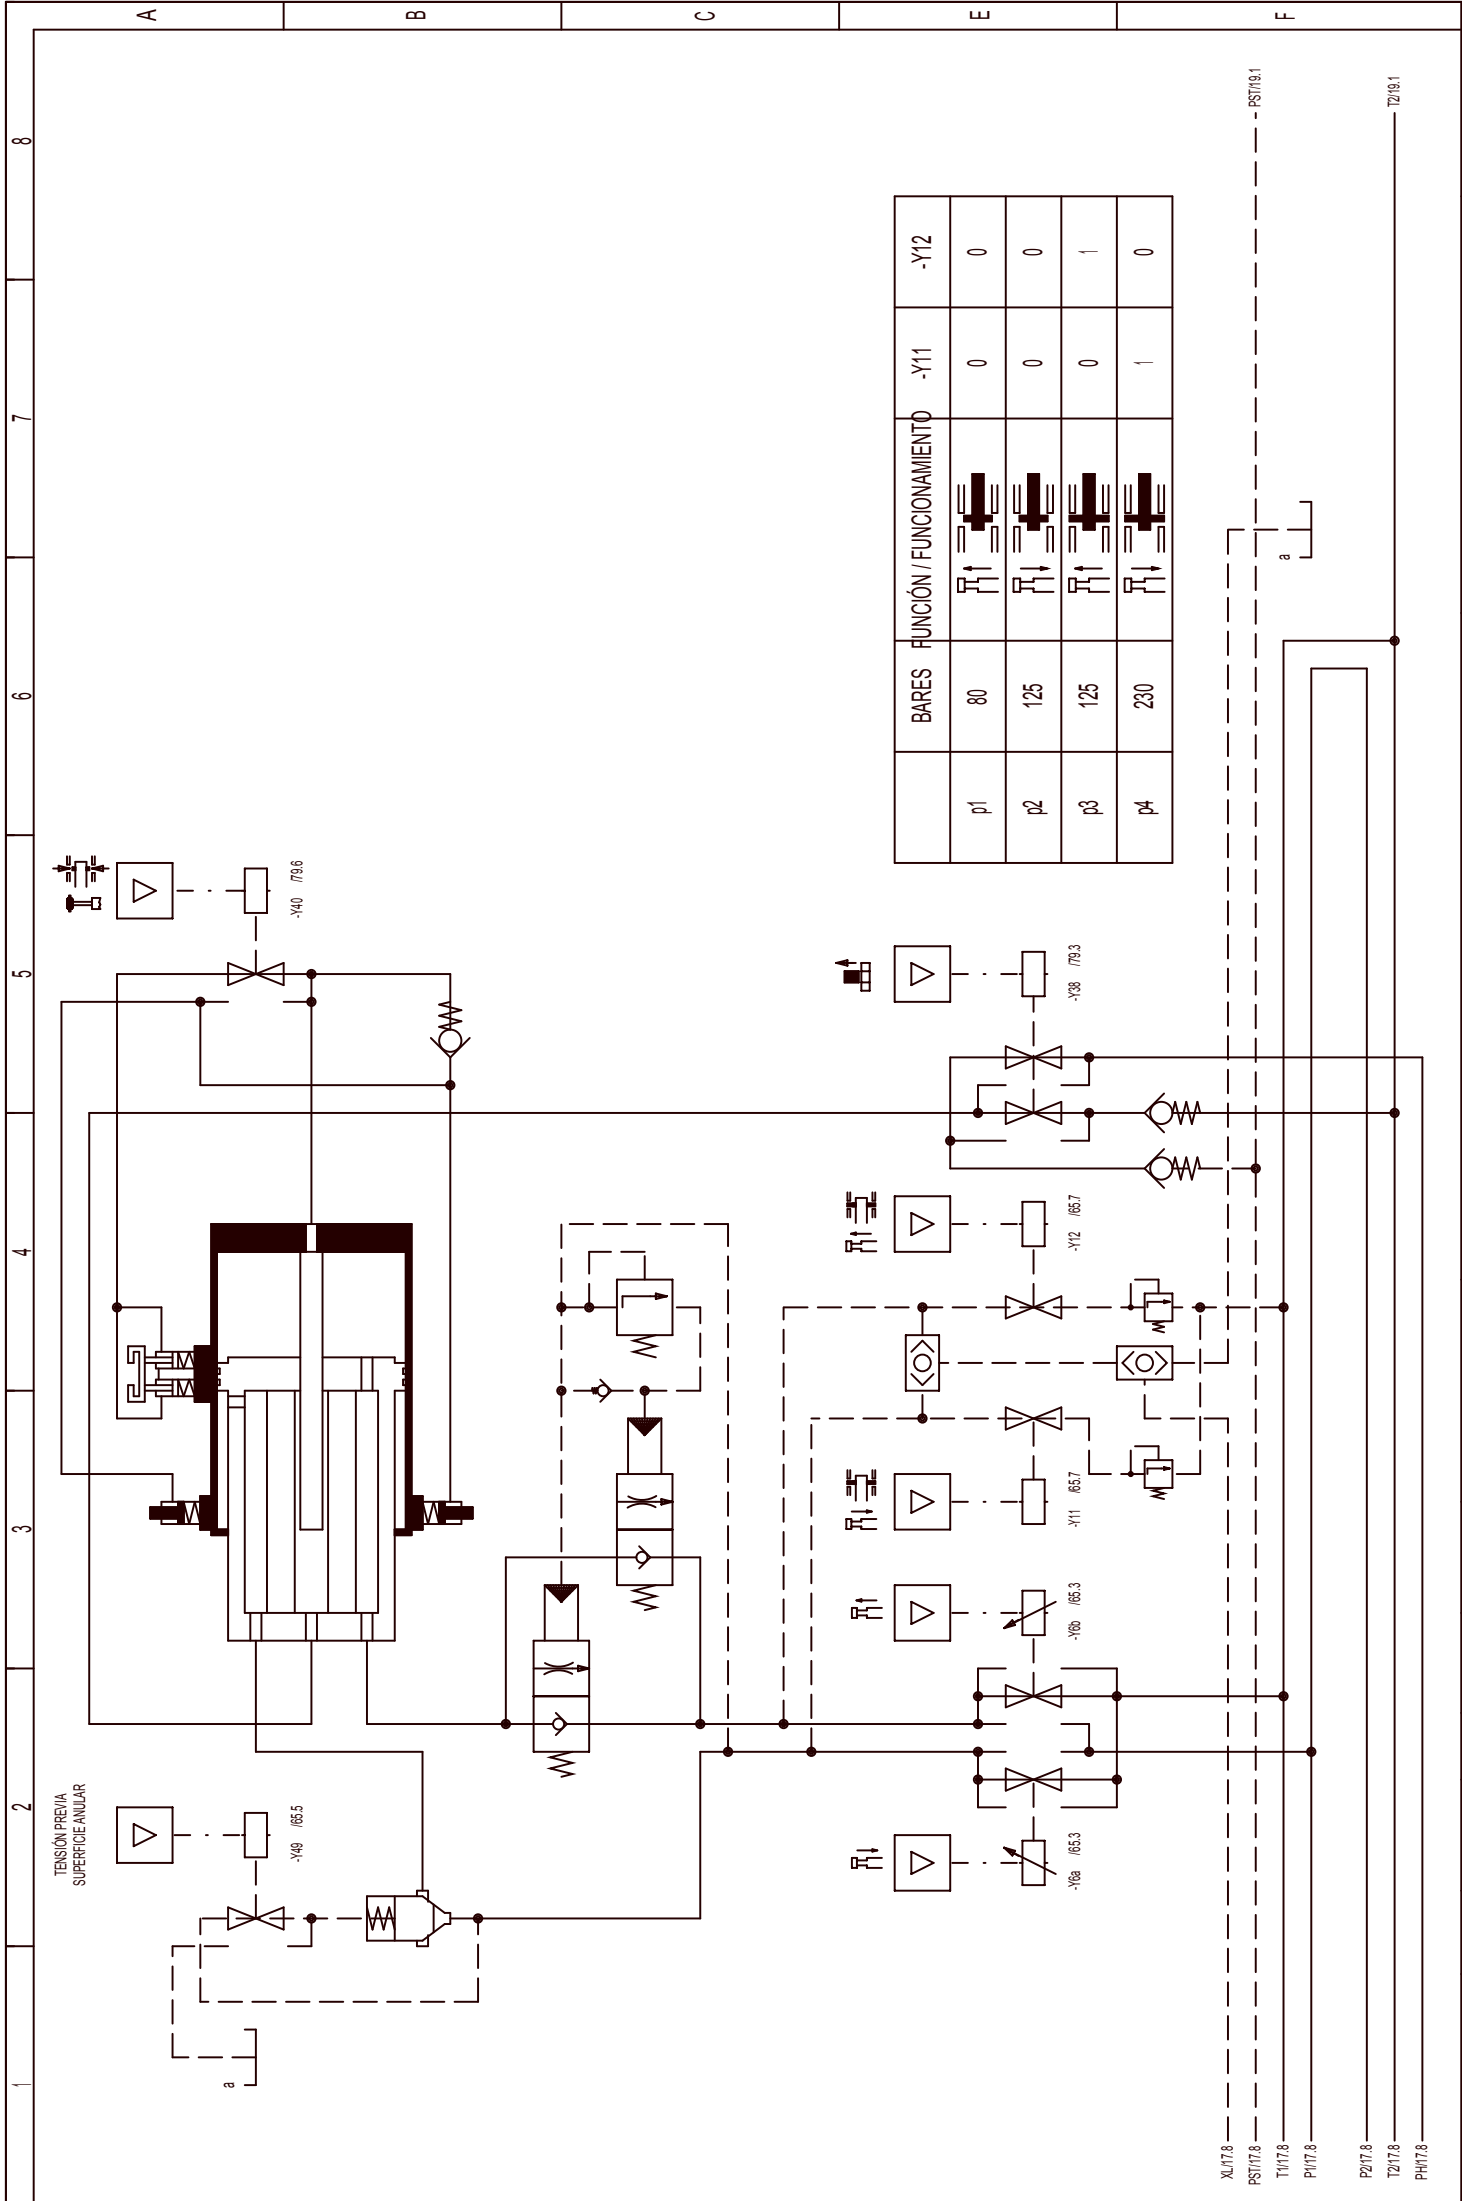 1
2
3
4
5
6
7
8
A
B
C
E
F
TENSIÓN PREVIA
SUPERFICIE ANULAR
-Y49 /65.5
-Y40 /79.6
a
-Y6a /65.3
-Y6b /65.3
-Y11 /65.7
-Y12 /65.7
-Y38 /79.3
BARES FUNCIÓN / FUNCIONAMIENTO -Y11 -Y12
p1 80 0 0
p2 125 0 0
p3 125 0 1
p4 230 1 0
a
XL/17.8
PST/17.8 PST/19.1
T1/17.8
P1/17.8
P2/17.8
T2/17.8 T2/19.1
PH/17.8